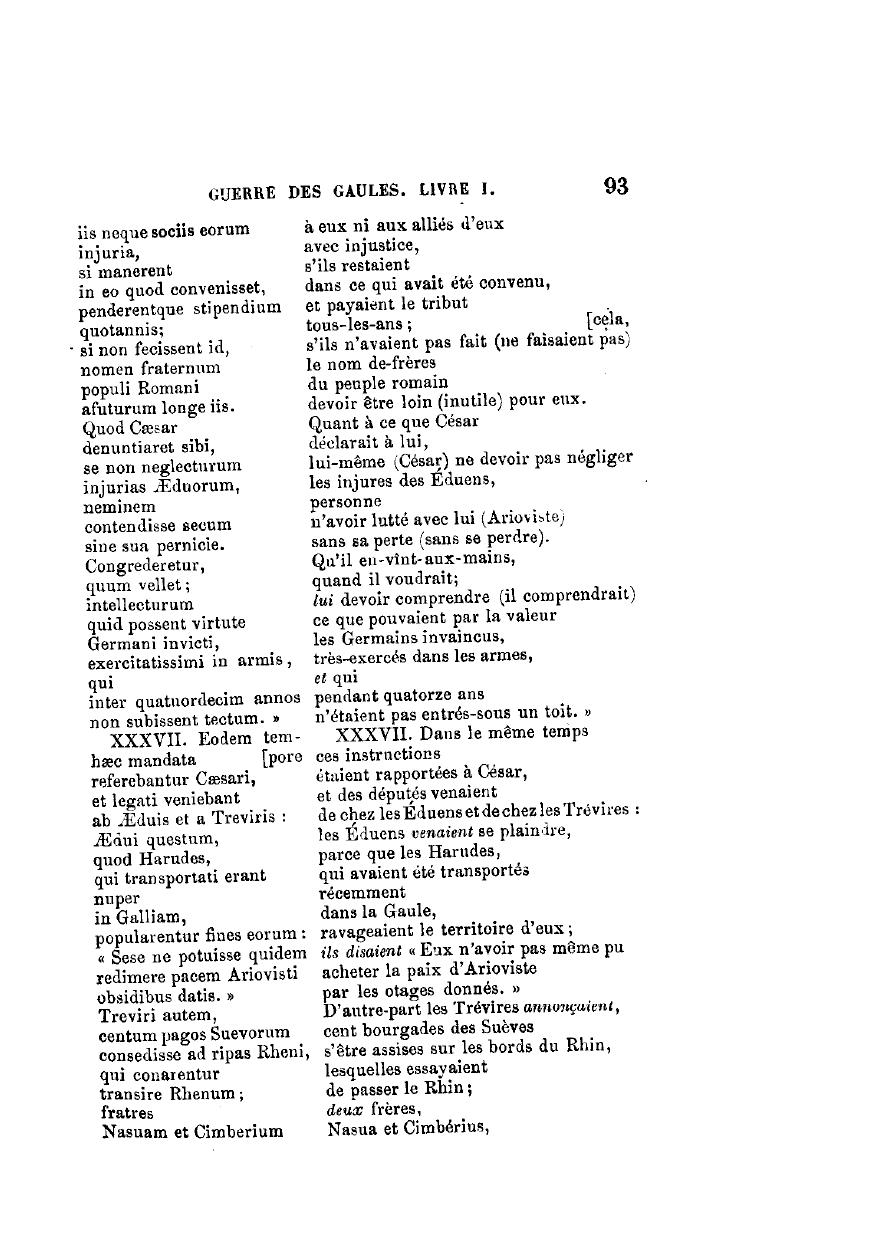 GUERRE DES GAULES. LIVRE I. 93
iis neque sociis eorum
injuria,
si manerent
in eo quod convenisset,
penderentque stipendium
quotannis;
si non fecissent id,
nomen fraternum
populi Romani
afuturum longe iis.
Quod Cæsar
denuntiaret sibi,
se non neglecturum
injurias Æduorum,
neminem
contendisse secum
sine sua pernicie.
Congrederetur,
quum vellet;
intellecturum
quid possent virtute
Germani invicti,
exercitatissimi in armis,
qui
inter quatuordecim annos
non subissent tectum. »
XXXVII. Eodem tem-
hæc mandata [pore
referebantur Cæsari,
et legati veniebant
ab Æduis et a Treviris :
Ædui questum,
quod Harudes,
qui transportati erant
nuper
in Galliam,
popularentur fines eorum :
« Sese ne potuisse quidem
redimere pacem Ariovisti
obsidibus datis. »
Treviri autem,
centum pagos Suevorum
consedisse ad ripas Rheni,
qui conarentur
transire Rhenum;
fratres
Nasuam et Cimberium
à eux ni aux alliés d'eux
avec injustice,
s'ils restaient
dans ce qui avait été convenu,
et payaient le tribut
tous-les-ans; [cela,
s'ils n'avaient pas fait (ne faisaient pas)
le nom de-frères
du peuple romain
devoir être loin (inutile) pour eux.
Quant à ce que César
déclarait à lui,
lui-même (César) ne devoir pas négliger
les injures des Éduens,
personne
n'avoir lutté avec lui (Arioviste)
sans sa perte (sans se perdre).
Qu'il en-vînt-aux-mains,
quand il voudrait;
lui devoir comprendre (il comprendrait)
ce que pouvaient par la valeur
les Germains invaincus,
très-exercés dans les armes,
et qui
pendant quatorze ans
n'étaient pas entrés-sous un toit. »
XXXVII. Dans le même temps
ces instructions
étaient rapportées à César,
et des députés venaient
de chez les Éduens et de chez les Trévires :
les Éduens venaient se plaindre,
parce que les Harudes,
qui avaient été transportés
récemment
dans la Gaule,
ravageaient le territoire d'eux;
ils disaient « Eux n'avoir pas même pu
acheter la paix d'Arioviste
par les otages donnés. »
D'autre-part les Trévires annonçaient,
cent bourgades des Suèves
s'être assises sur les bords du Rhin,
lesquelles essayaient
de passer le Rhin;
deux frères,
Nasua et Cimbérius,